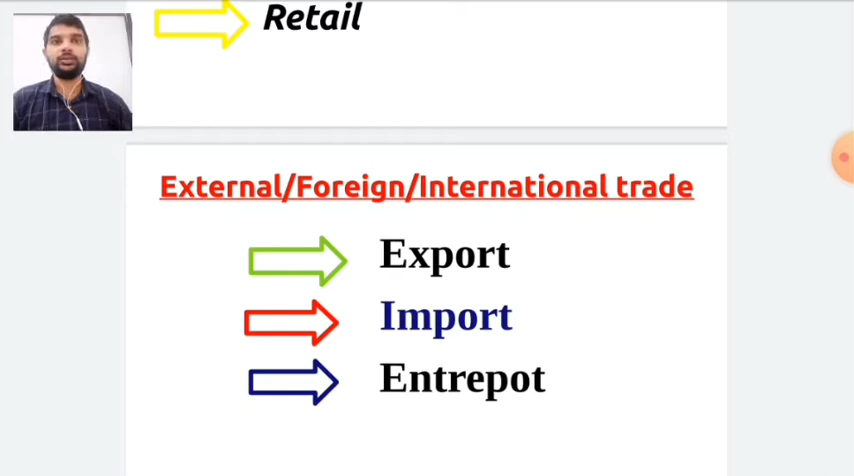 Retail
External/Foreign/International trade
Export
Import
Entrepot